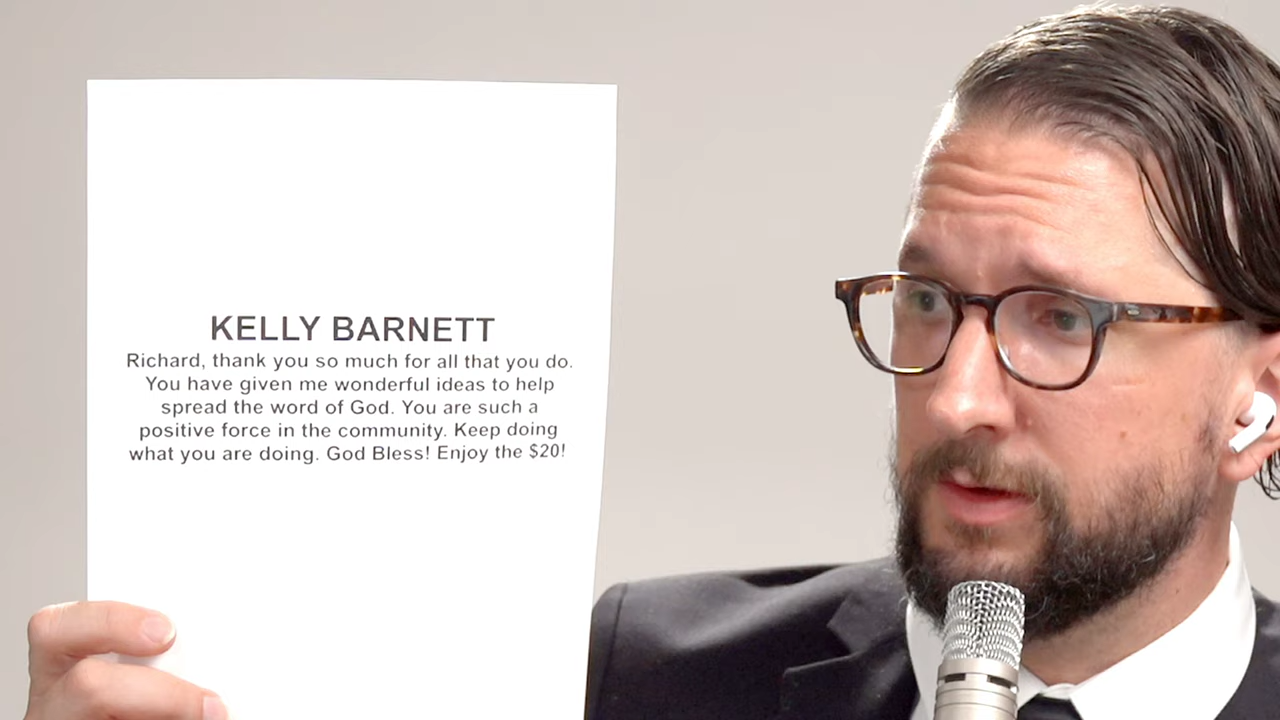 KELLY BARNETT
Richard, thank you so much for all that you do.
You have given me wonderful ideas to help
spread the word of God. You are such a
positive force in the community. Keep doing
what you are doing. God Bless! Enjoy the $20!